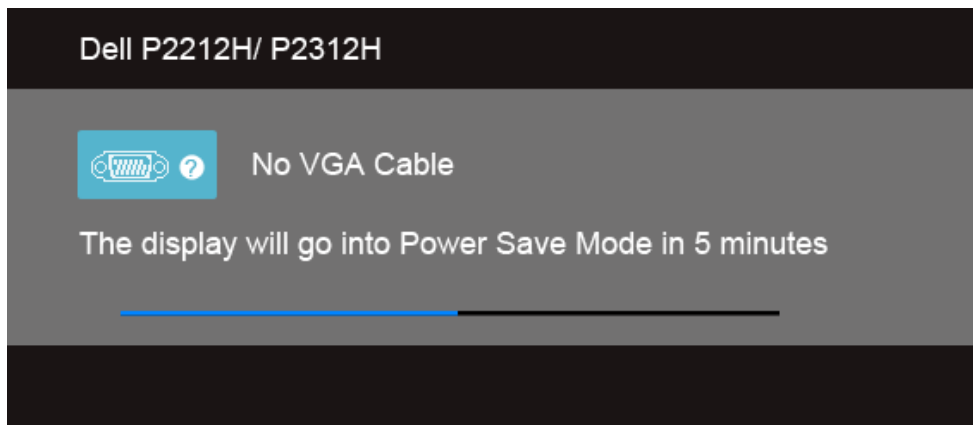 Dell P2212H/ P2312H
? No VGA Cable
The display will go into Power Save Mode in 5 minutes